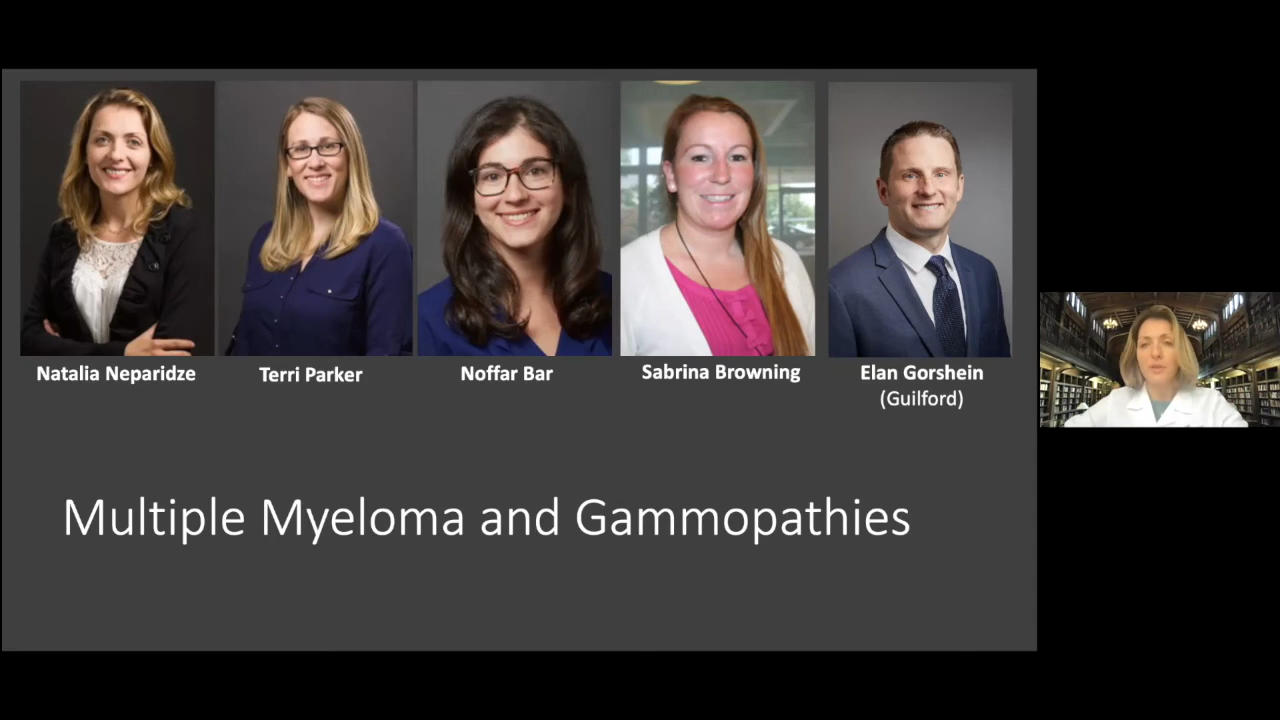 Natalia Neparidze
Terri Parker
Noffar Bar
Sabrina Browning
Elan Gorshein
(Guilford)
Multiple Myeloma and Gammopathies